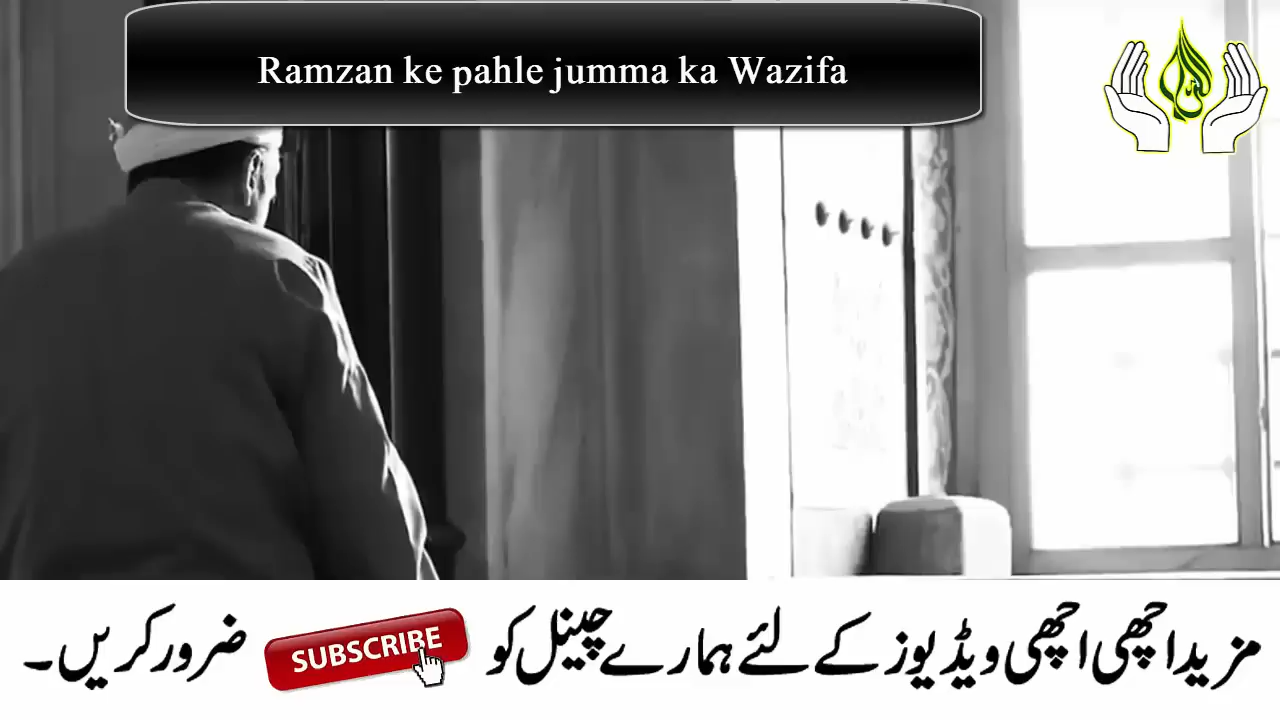 Ramzan ke pahle jumma ka Wazifa
مزید اچھی اچھی ویڈیوز کے لئے ہمارے چینل کو SUBSCRIBE ضرور کریں۔